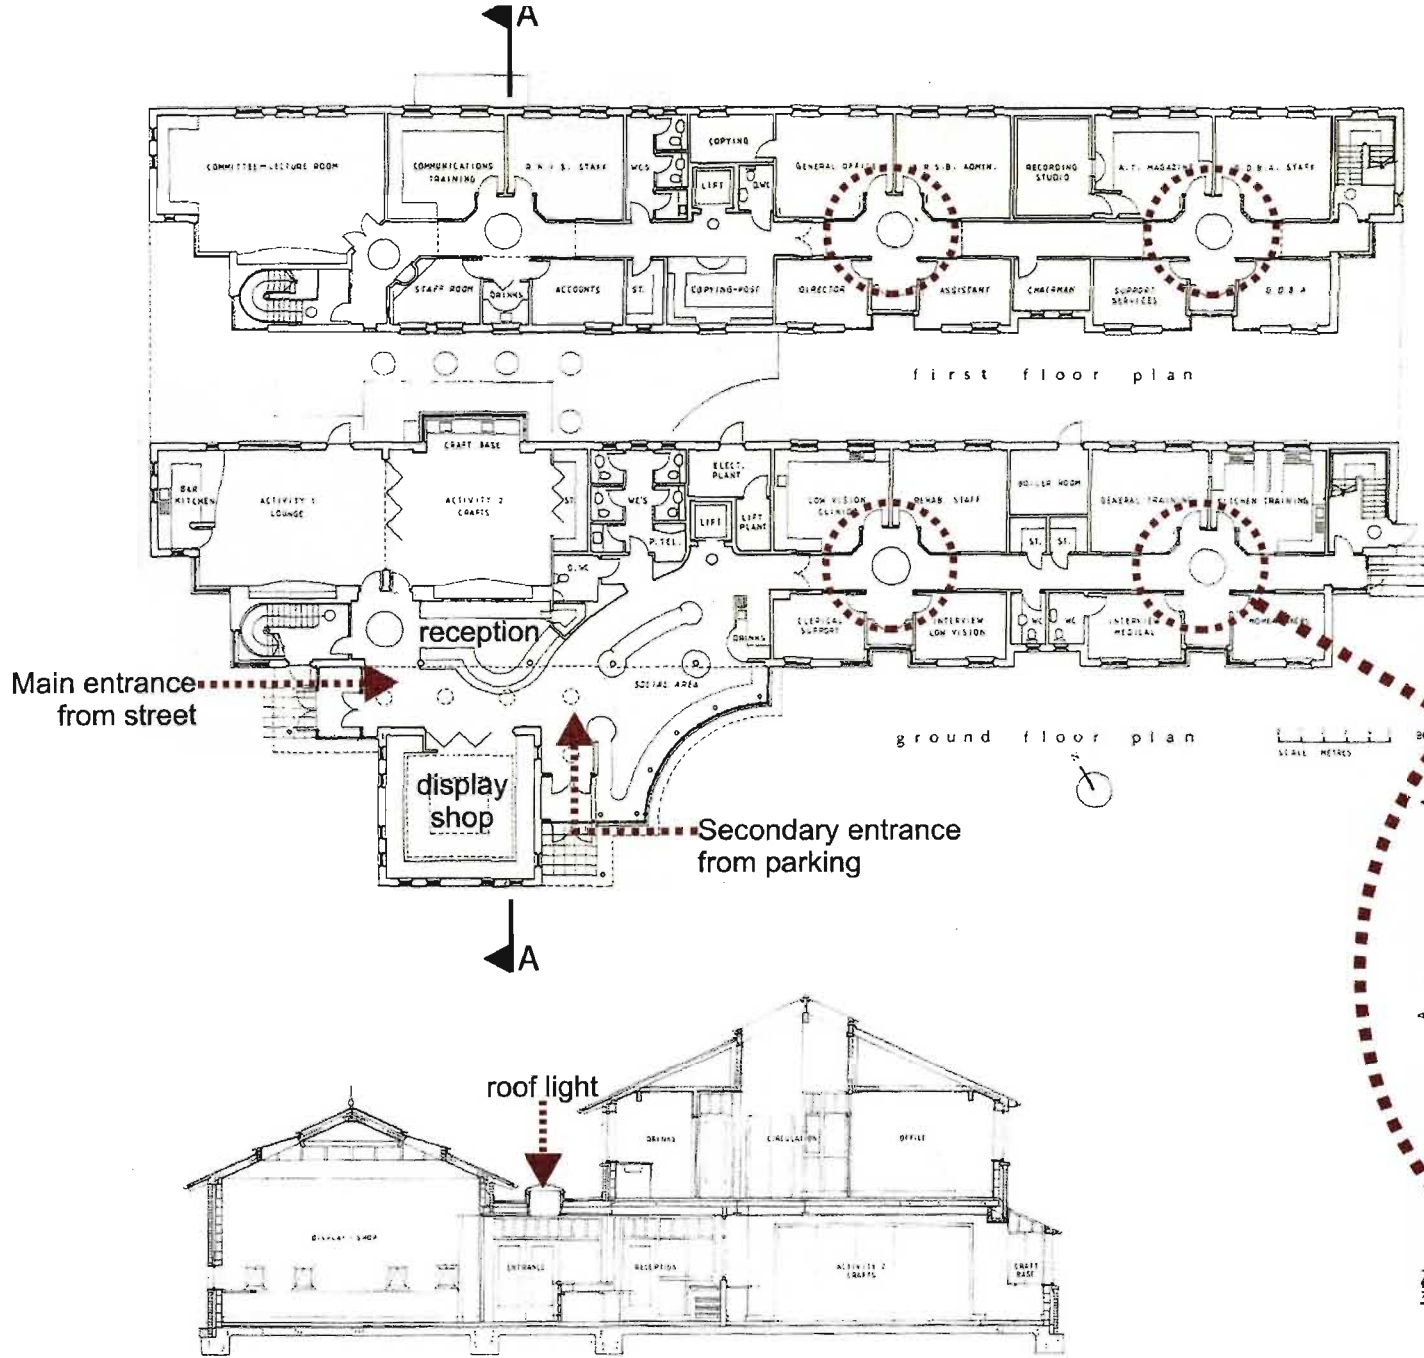 A
COMMITTEE-LECTURE ROOM
COMMUNICATIONS
TRAINING
R.N.I.B. STAFF
WCS
COPYING
LIFT
D.WC
GENERAL OFFICE
R.S.B. ADMIN.
RECORDING
STUDIO
A.T. MAGAZINE
G.D.B.A. STAFF
STAFF ROOM
DRINKS
ACCOUNTS
ST.
COPYING-POST
DIRECTOR
ASSISTANT
CHAIRMAN
SUPPORT
SERVICES
G.D.B.A
first floor plan
CRAFT BASE
BAR
KITCHEN
ACTIVITY 1
LOUNGE
ACTIVITY 2
CRAFTS
ST.
WC'S
P.TEL.
D.WC
ELECT.
PLANT
LIFT
LIFT
PLANT
LOW VISION
CLINIC
REHAB. STAFF
BOILER ROOM
ST.
ST.
GENERAL TRAINING
KITCHEN TRAINING
reception
DRINKS
CLERICAL
SUPPORT
INTERVIEW
LOW VISION
WC
WC
INTERVIEW
MEDICAL
SOCIAL AREA
Main entrance
from street
ground floor plan
SCALE METRES
display
shop
Secondary entrance
from parking
A
roof light
DRINKS
CIRCULATION
OFFICE
DISPLAY-SHOP
ENTRANCE
RECEPTION
ACTIVITY 2
CRAFTS
CRAFT
BASE